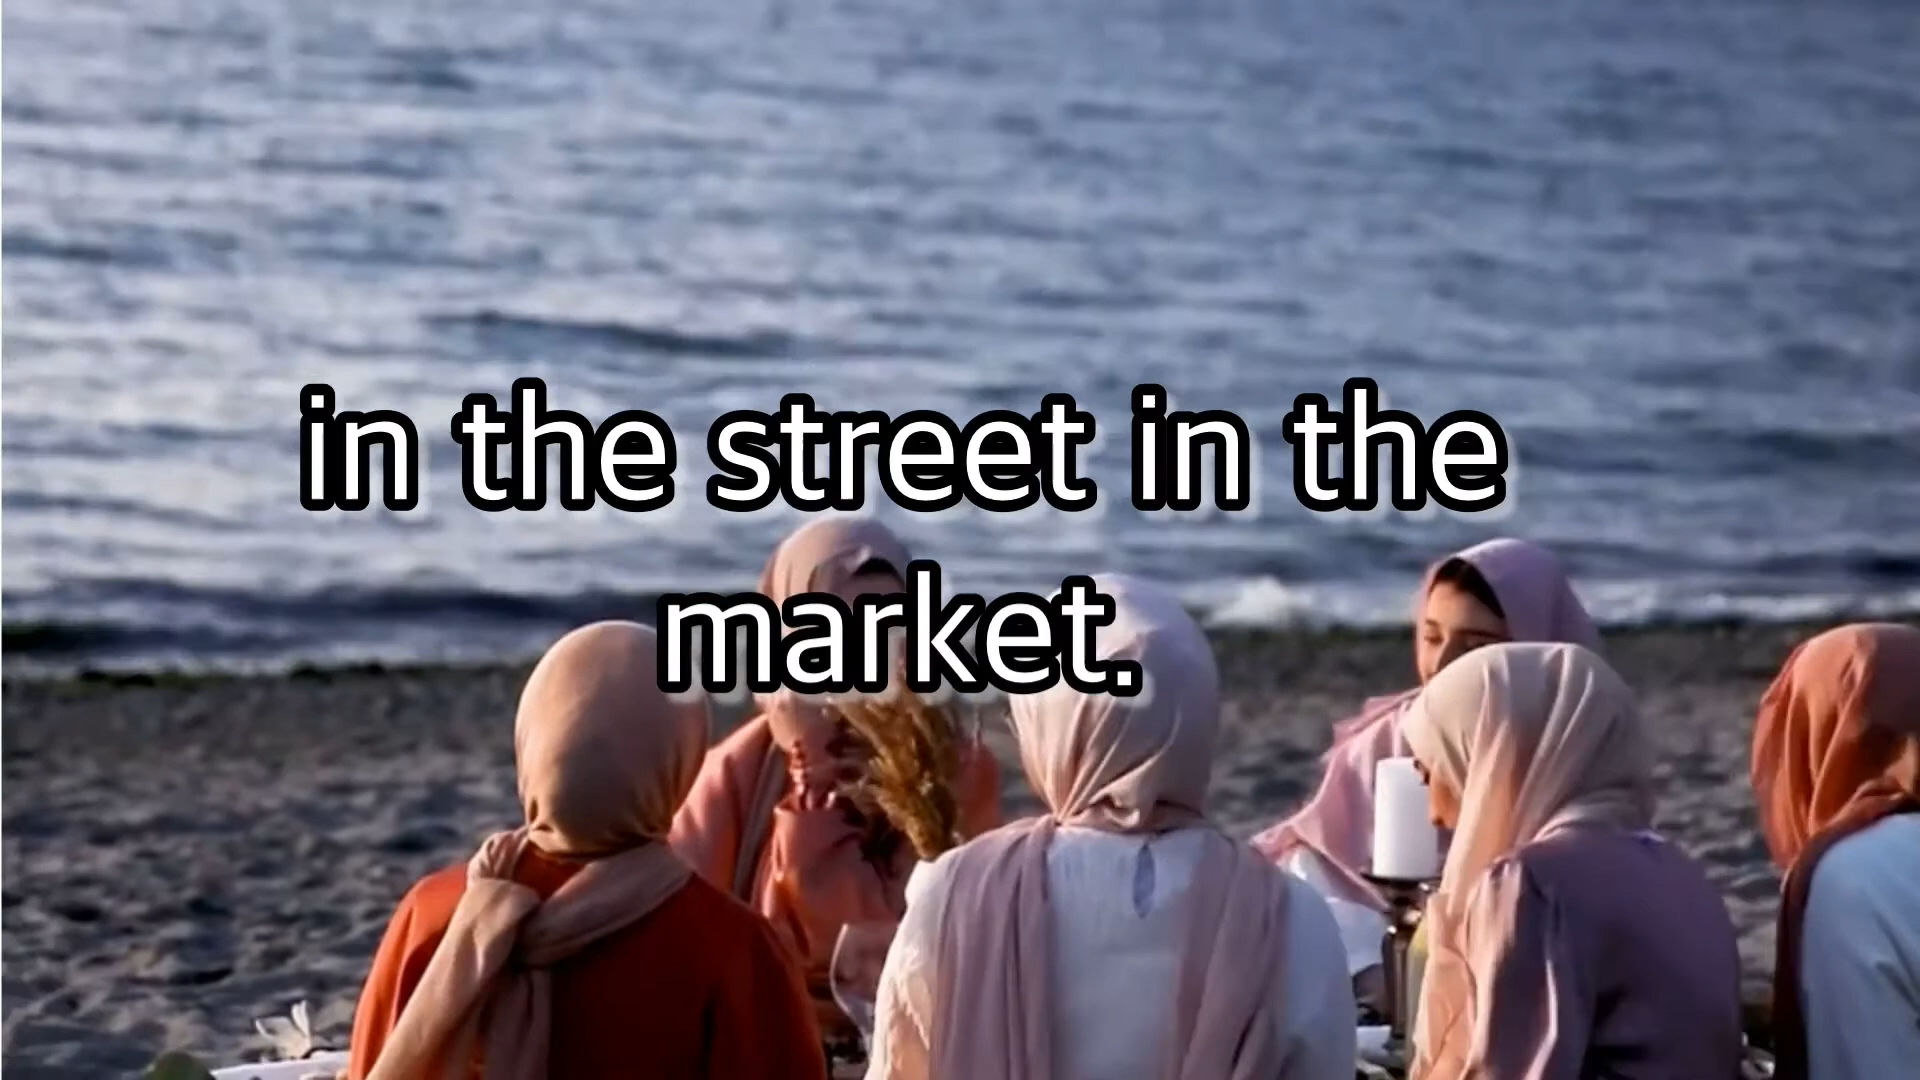 in the street in the
market.